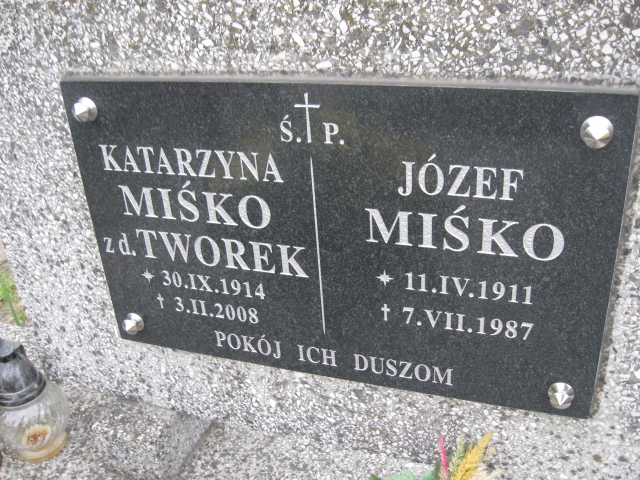 Ś. P.
KATARZYNA
MIŚKO
z d. TWOREK
30.IX.1914
† 3.II.2008
JÓZEF
MIŚKO
11.IV.1911
† 7.VII.1987
POKÓJ ICH DUSZOM